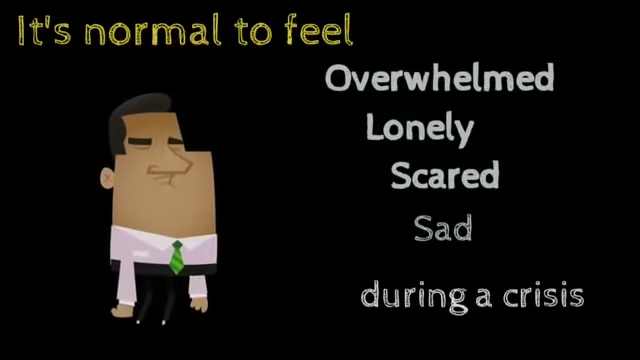 It's normal to feel
Overwhelmed
Lonely
Scared
Sad
during a crisis